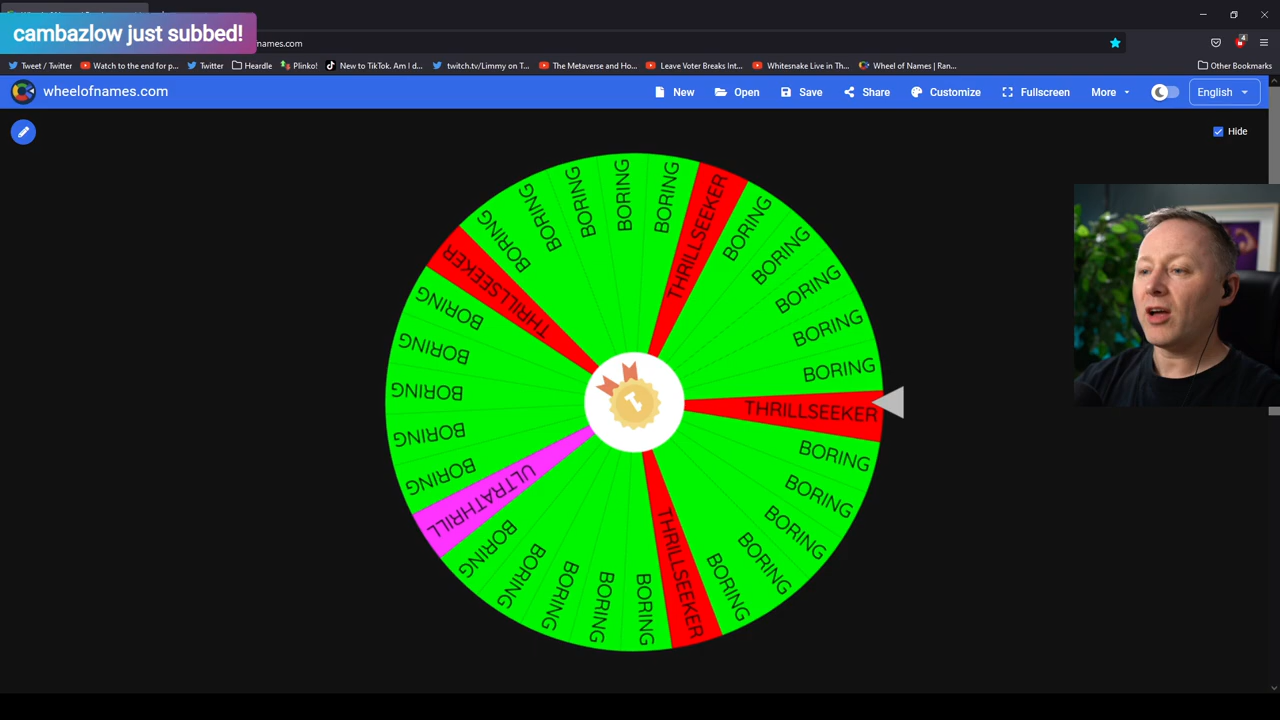 cambazlow just subbed!
names.com
Tweet / Twitter
Watch to the end for p...
Twitter
Heardle
Plinko!
New to TikTok. Am I d...
twitch.tv/Limmy on T...
The Metaverse and Ho...
Leave Voter Breaks Int...
Whitesnake Live in Th...
Wheel of Names | Ran...
Other Bookmarks
4
wheelofnames.com
New
Open
Save
Share
Customize
Fullscreen
More
English
Hide
THRILLSEEKER
BORING
BORING
BORING
BORING
BORING
THRILLSEEKER
BORING
BORING
BORING
BORING
BORING
THRILLSEEKER
BORING
BORING
BORING
BORING
BORING
ULTRATHRILL
BORING
BORING
BORING
BORING
BORING
THRILLSEEKER
BORING
BORING
BORING
BORING
BORING